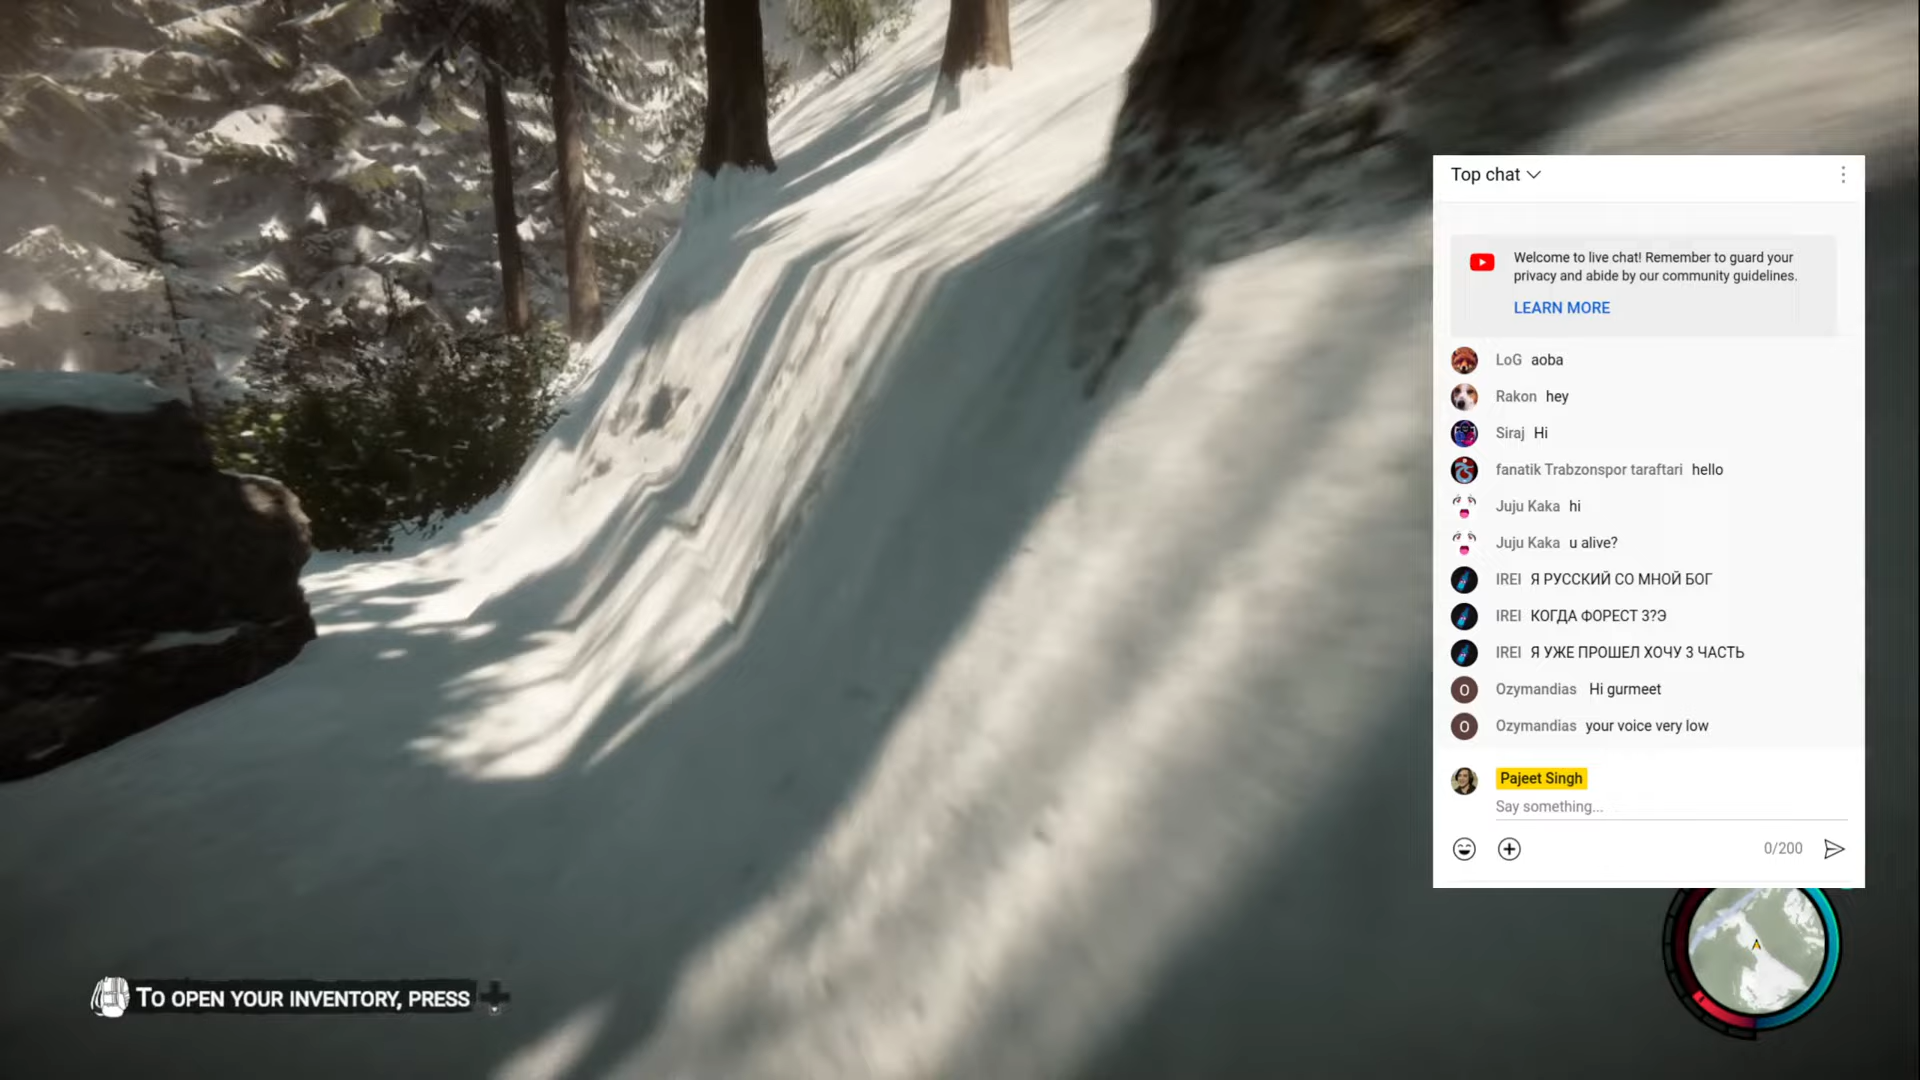 Top chat
Welcome to live chat! Remember to guard your
privacy and abide by our community guidelines.
LEARN MORE
LoG aoba
Rakon hey
Siraj Hi
fanatik Trabzonspor taraftari hello
Juju Kaka hi
Juju Kaka u alive?
IREI Я РУССКИЙ СО МНОЙ БОГ
IREI КОГДА ФОРЕСТ 3?Э
IREI Я УЖЕ ПРОШЕЛ ХОЧУ 3 ЧАСТЬ
O Ozymandias Hi gurmeet
O Ozymandias your voice very low
Pajeet Singh
Say something...
0/200
TO OPEN YOUR INVENTORY, PRESS